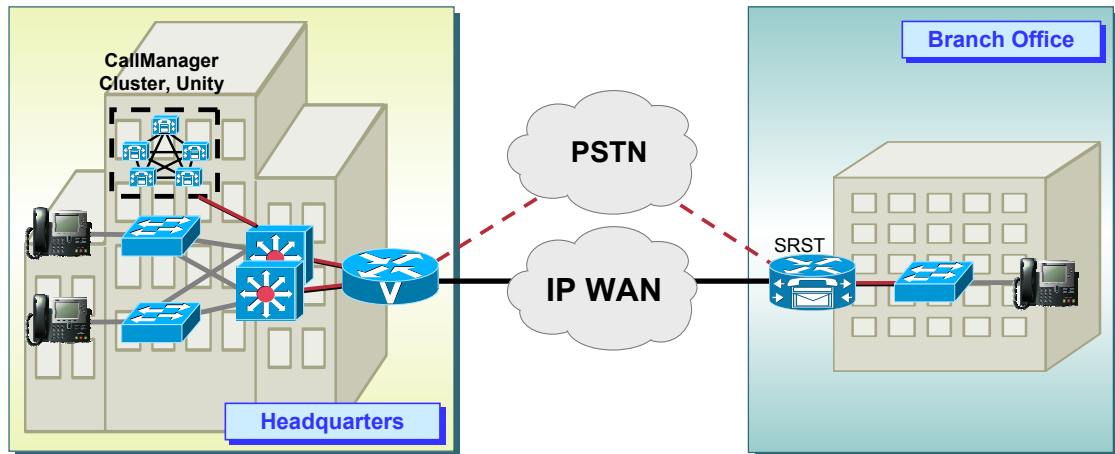 CallManager
Cluster, Unity
Branch Office
PSTN
SRST
IP WAN
V
Headquarters